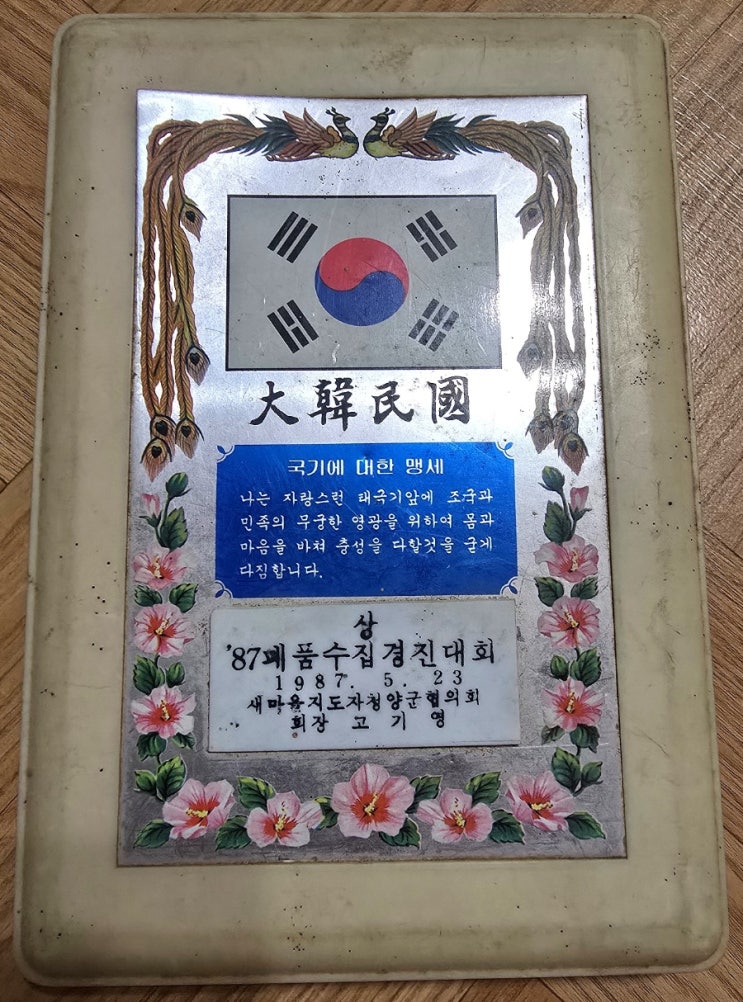 大韓民國
국기에 대한 맹세
나는 자랑스런 태극기앞에 조국과
민족의 무궁한 영광을 위하여 몸과
마음을 바쳐 충성을 다할것을 굳게
다짐합니다.
상
'87폐품수집경진대회
1987. 5. 23
새마을지도자청양군협의회
회장 고기영